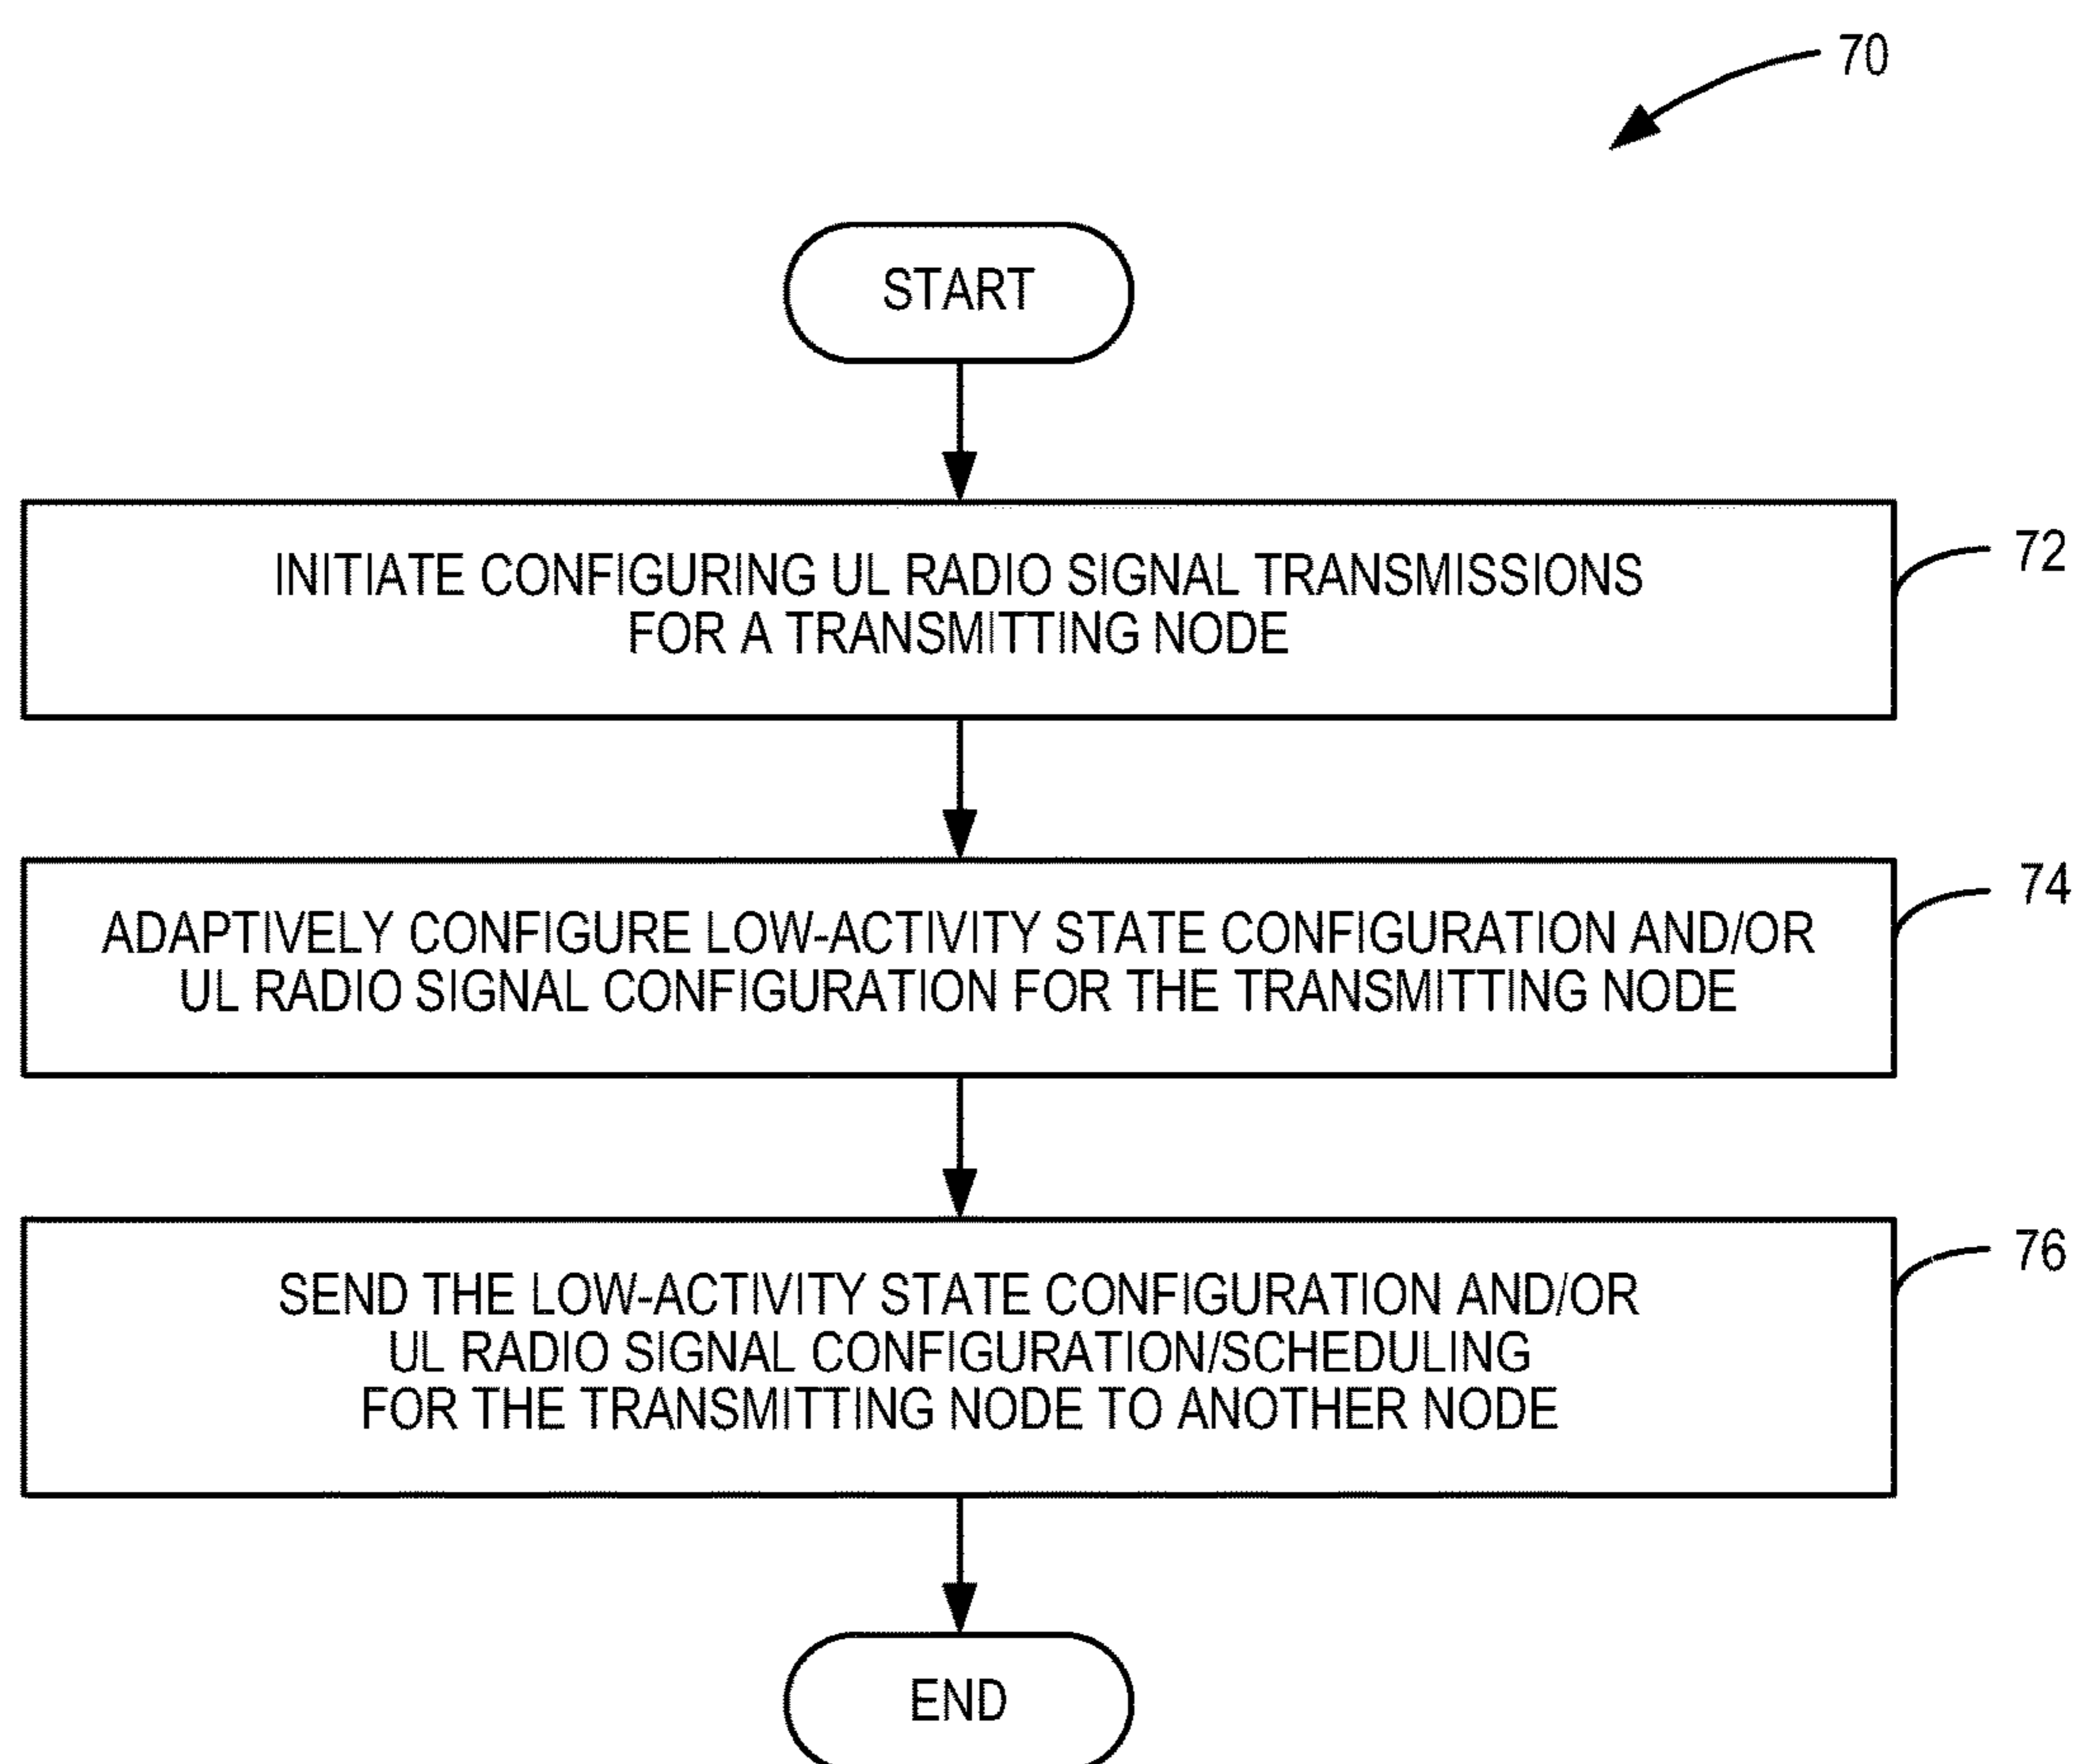 70
START
INITIATE CONFIGURING UL RADIO SIGNAL TRANSMISSIONS
FOR A TRANSMITTING NODE
72
ADAPTIVELY CONFIGURE LOW-ACTIVITY STATE CONFIGURATION AND/OR
UL RADIO SIGNAL CONFIGURATION FOR THE TRANSMITTING NODE
74
SEND THE LOW-ACTIVITY STATE CONFIGURATION AND/OR
UL RADIO SIGNAL CONFIGURATION/SCHEDULING
FOR THE TRANSMITTING NODE TO ANOTHER NODE
76
END